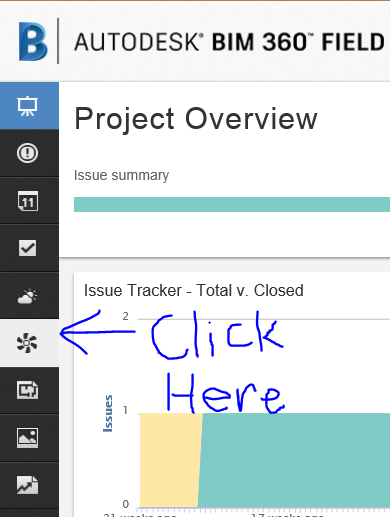 AUTODESK® BIM 360™ FIELD
Project Overview
Issue summary
11
Issue Tracker - Total v. Closed
2
Click
Here
Issues
1
0
21 weeks ago 17 weeks ago